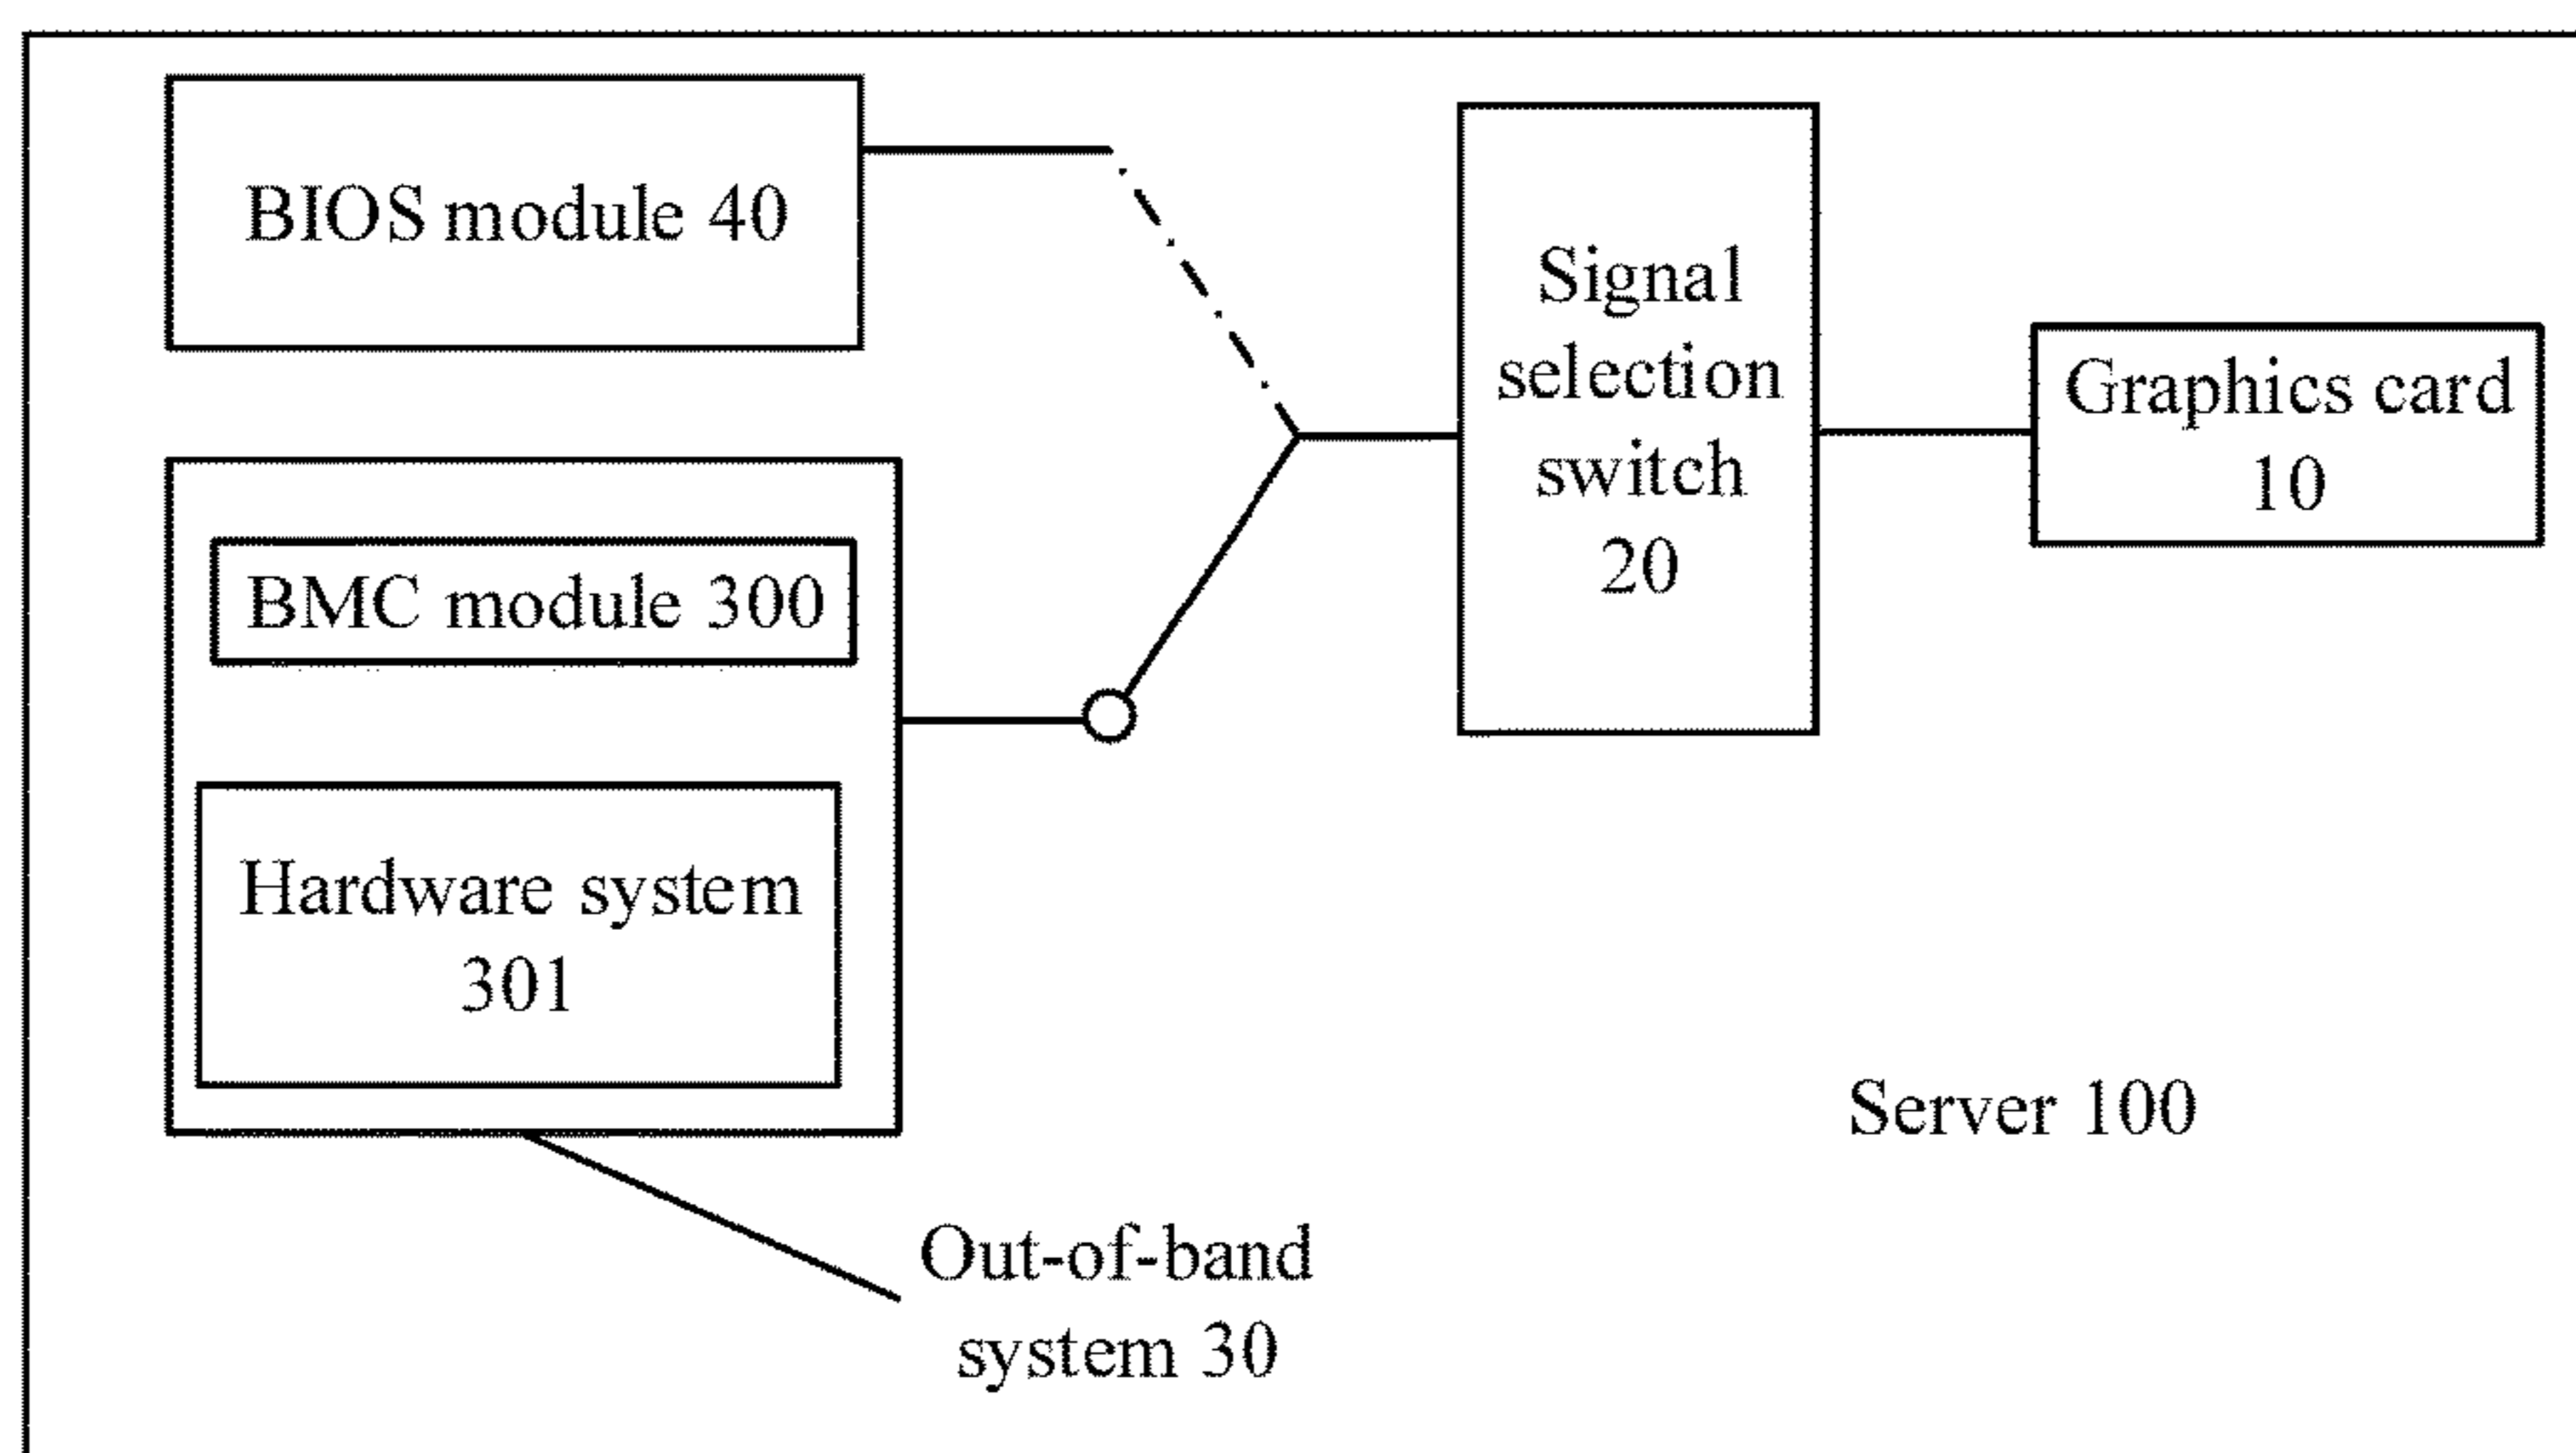 BIOS module 40
Signal
selection
switch
20
Graphics card
10
BMC module 300
Hardware system
301
Server 100
Out-of-band
system 30